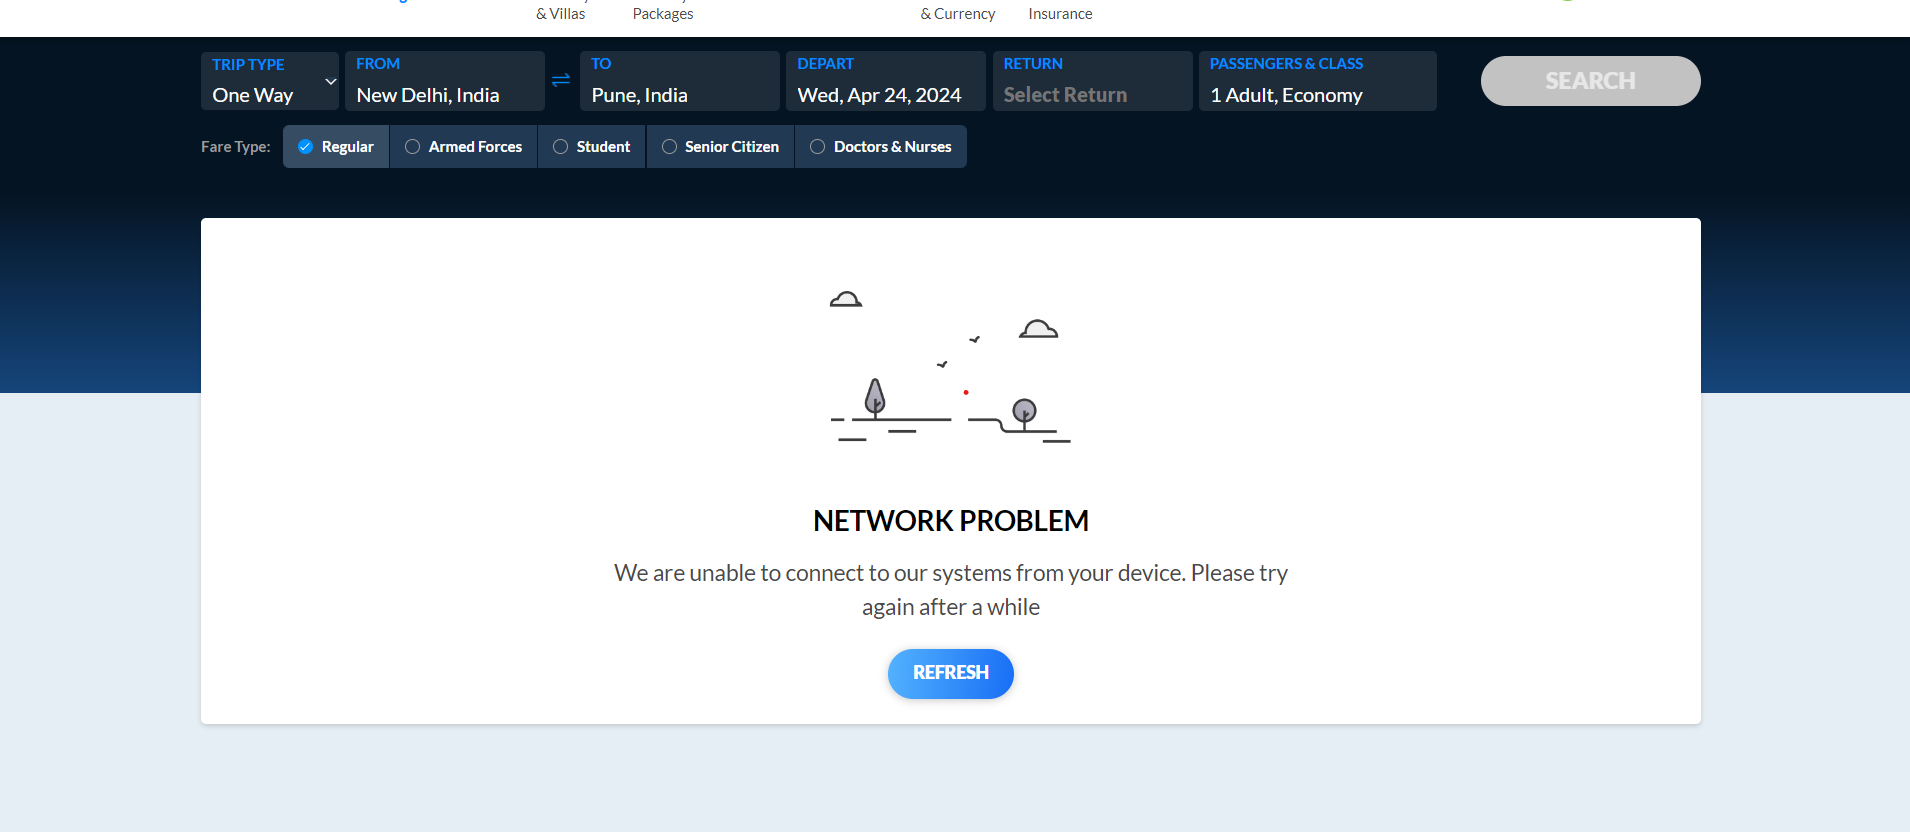 & Villas
Packages
& Currency
Insurance
TRIP TYPE
One Way
FROM
New Delhi, India
TO
Pune, India
DEPART
Wed, Apr 24, 2024
RETURN
Select Return
PASSENGERS & CLASS
1 Adult, Economy
SEARCH
Fare Type:
Regular
Armed Forces
Student
Senior Citizen
Doctors & Nurses
NETWORK PROBLEM
We are unable to connect to our systems from your device. Please try
again after a while
REFRESH